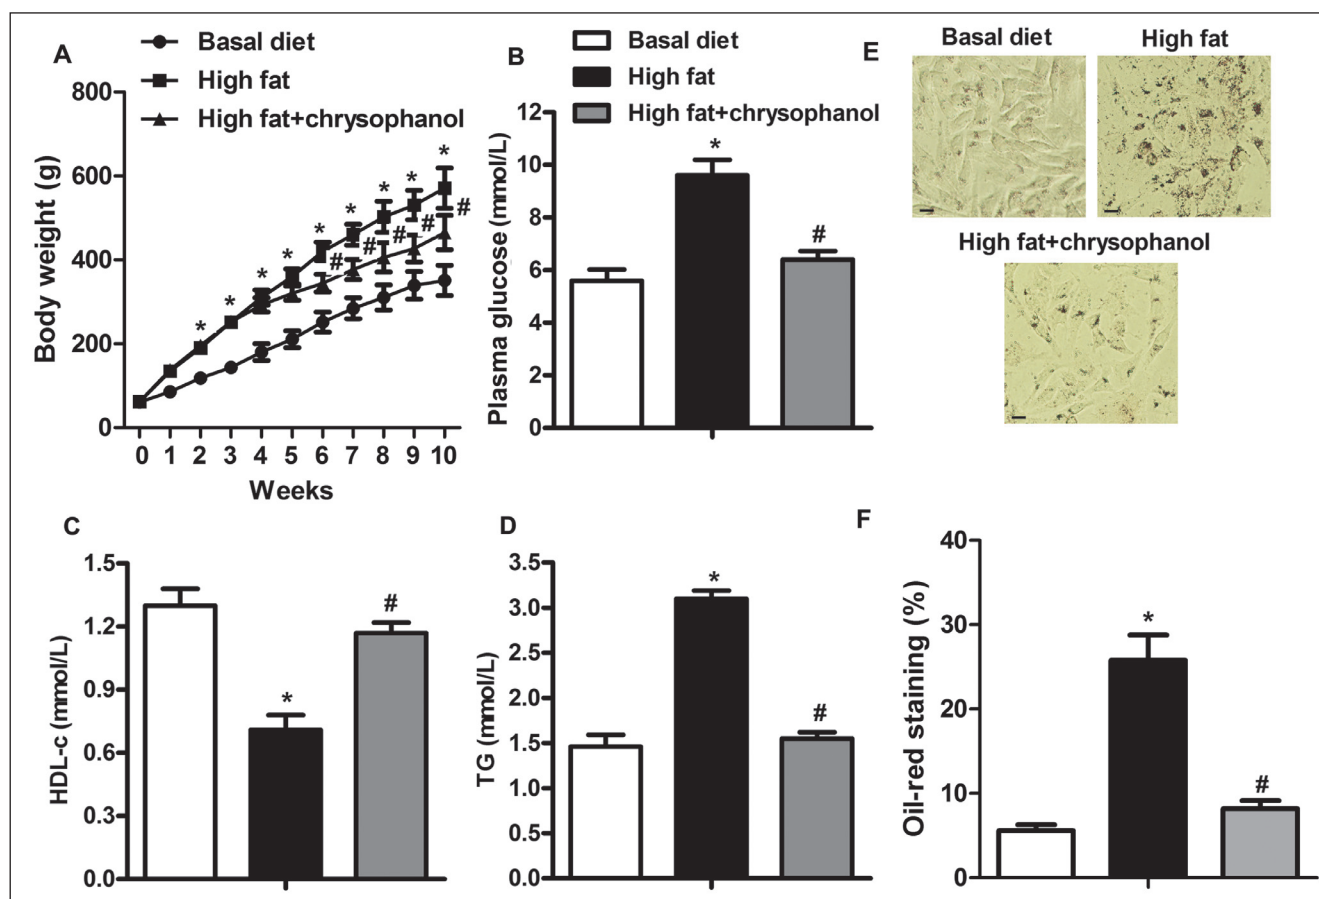 A
Basal diet
High fat
High fat+chrysophanol
Body weight (g)
800
600
400
200
0
* * * * * * * * *
# # # # #
0 1 2 3 4 5 6 7 8 9 10
Weeks
B
Basal diet
High fat
High fat+chrysophanol
Plasma glucose (mmol/L)
12
10
8
6
4
2
0
*
#
E
Basal diet
High fat
High fat+chrysophanol
C
HDL-c (mmol/L)
1.5
1.2
0.9
0.6
0.3
0.0
*
#
D
TG (mmol/L)
3.5
3.0
2.5
2.0
1.5
1.0
0.5
0.0
*
#
F
Oil-red staining (%)
40
30
20
10
0
*
#